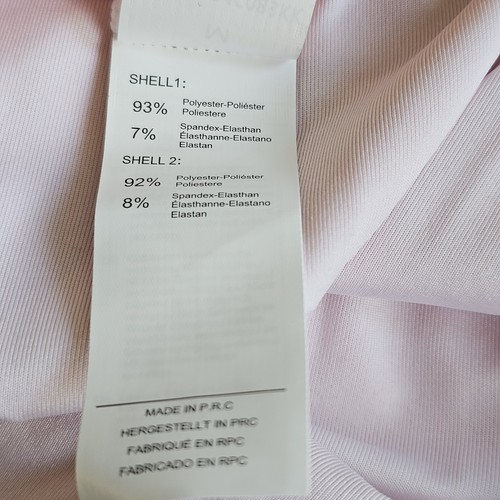 SHELL1:
93% Polyester-Poliéster
Poliestere
7% Spandex-Elasthan
Élasthanne-Elastano
Elastan
SHELL 2:
92% Polyester-Poliéster
Poliestere
8% Spandex-Elasthan
Élasthanne-Elastano
Elastan
MADE IN P.R.C
HERGESTELLT IN PRC
FABRIQUÉ EN RPC
FABRICADO EN RPC